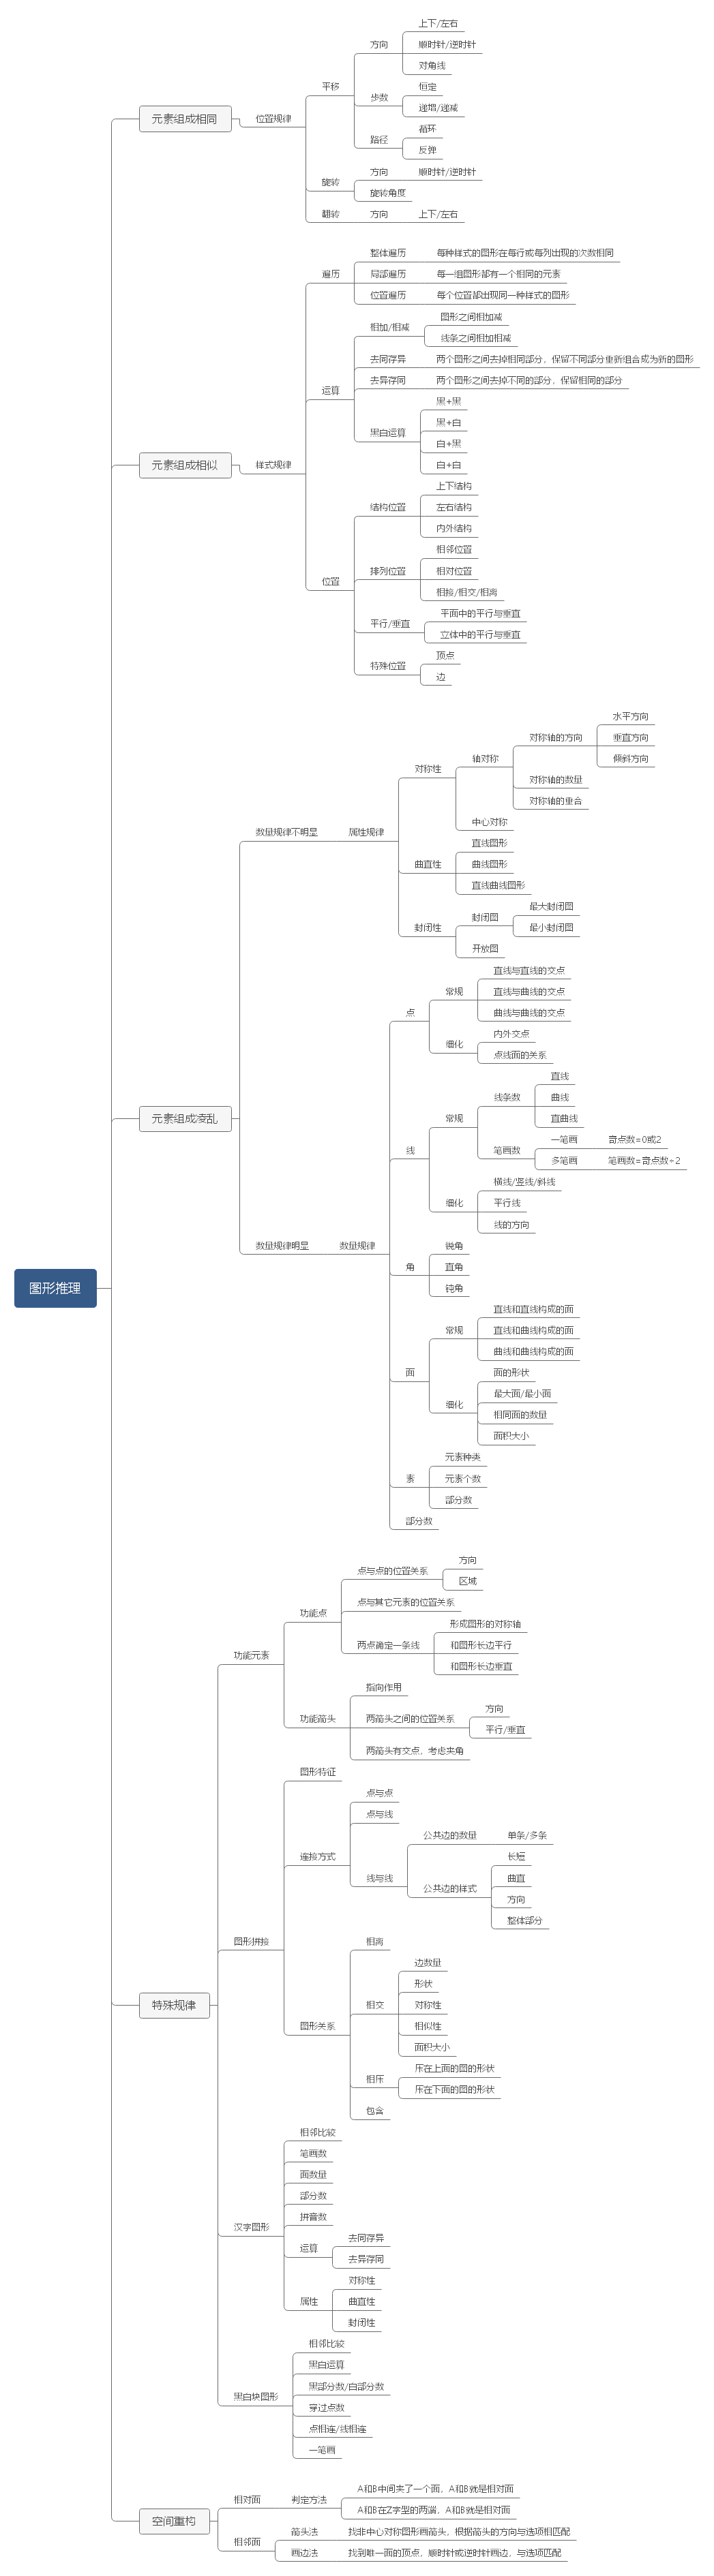 上下/左右
方向
顺时针/逆时针
对角线
平移
恒定
步数
递增/递减
元素组成相同
位置规律
循环
路径
反弹
方向
顺时针/逆时针
旋转
旋转角度
翻转
方向
上下/左右
整体遍历
每种样式的图形在每行或每列出现的次数相同
遍历
局部遍历
每一组图形都有一个相同的元素
位置遍历
每个位置都出现同一种样式的图形
图形之间相加减
相加/相减
线条之间相加相减
去同存异
两个图形之间去掉相同部分，保留不同部分重新组合成为新的图形
去异存同
两个图形之间去掉不同的部分，保留相同的部分
运算
黑+黑
黑+白
黑白运算
白+黑
白+白
元素组成相似
样式规律
上下结构
结构位置
左右结构
内外结构
相邻位置
排列位置
相对位置
位置
相接/相交/相离
平面中的平行与垂直
平行/垂直
立体中的平行与垂直
顶点
特殊位置
边
水平方向
对称轴的方向
垂直方向
倾斜方向
轴对称
对称性
对称轴的数量
对称轴的重合
中心对称
数量规律不明显
属性规律
直线图形
曲直性
曲线图形
直线曲线图形
最大封闭图
封闭图
最小封闭图
封闭性
开放图
直线与直线的交点
常规
直线与曲线的交点
曲线与曲线的交点
点
内外交点
细化
点线面的关系
直线
线条数
曲线
直曲线
常规
元素组成凌乱
一笔画
奇点数=0或2
笔画数
多笔画
笔画数=奇点数÷2
线
横线/竖线/斜线
细化
平行线
线的方向
数量规律明显
数量规律
锐角
角
直角
钝角
图形推理
直线和直线构成的面
常规
直线和曲线构成的面
曲线和曲线构成的面
面
面的形状
最大面/最小面
细化
相同面的数量
面积大小
元素种类
素
元素个数
部分数
部分数
方向
点与点的位置关系
区域
功能点
点与其它元素的位置关系
形成图形的对称轴
两点确定一条线
和图形长边平行
和图形长边垂直
功能元素
指向作用
方向
功能箭头
两箭头之间的位置关系
平行/垂直
两箭头有交点，考虑夹角
图形特征
点与点
点与线
公共边的数量
单条/多条
连接方式
长短
线与线
曲直
公共边的样式
方向
整体部分
图形拼接
相离
边数量
形状
特殊规律
相交
对称性
图形关系
相似性
面积大小
压在上面的图的形状
相压
压在下面的图的形状
包含
相邻比较
笔画数
面数量
部分数
拼音数
汉字图形
去同存异
运算
去异存同
对称性
属性
曲直性
封闭性
相邻比较
黑白运算
黑部分数/白部分数
黑白块图形
穿过点数
点相连/线相连
一笔画
A和B中间夹了一个面，A和B就是相对面
相对面
判定方法
A和B在Z字型的两端，A和B就是相对面
空间重构
箭头法
找非中心对称图形画箭头，根据箭头的方向与选项相匹配
相邻面
画边法
找到唯一面的顶点，顺时针或逆时针画边，与选项匹配